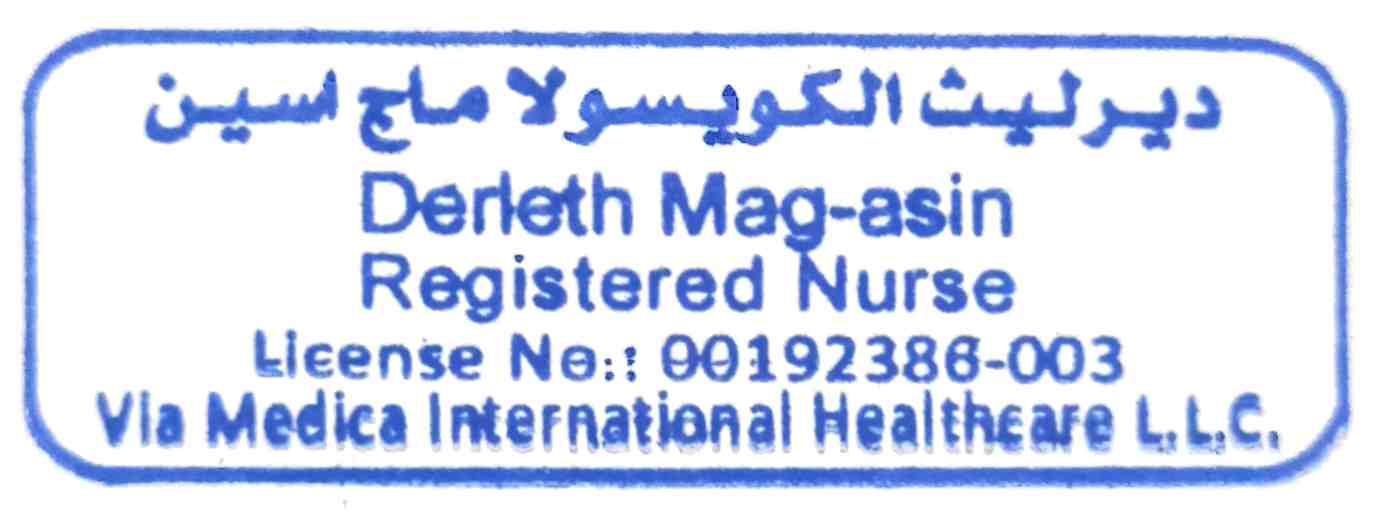 ديرليث الكويسولا ماج اسين
Derleth Mag-asin
Registered Nurse
License No.: 00192386-003
Via Medica International Healthcare L.L.C.